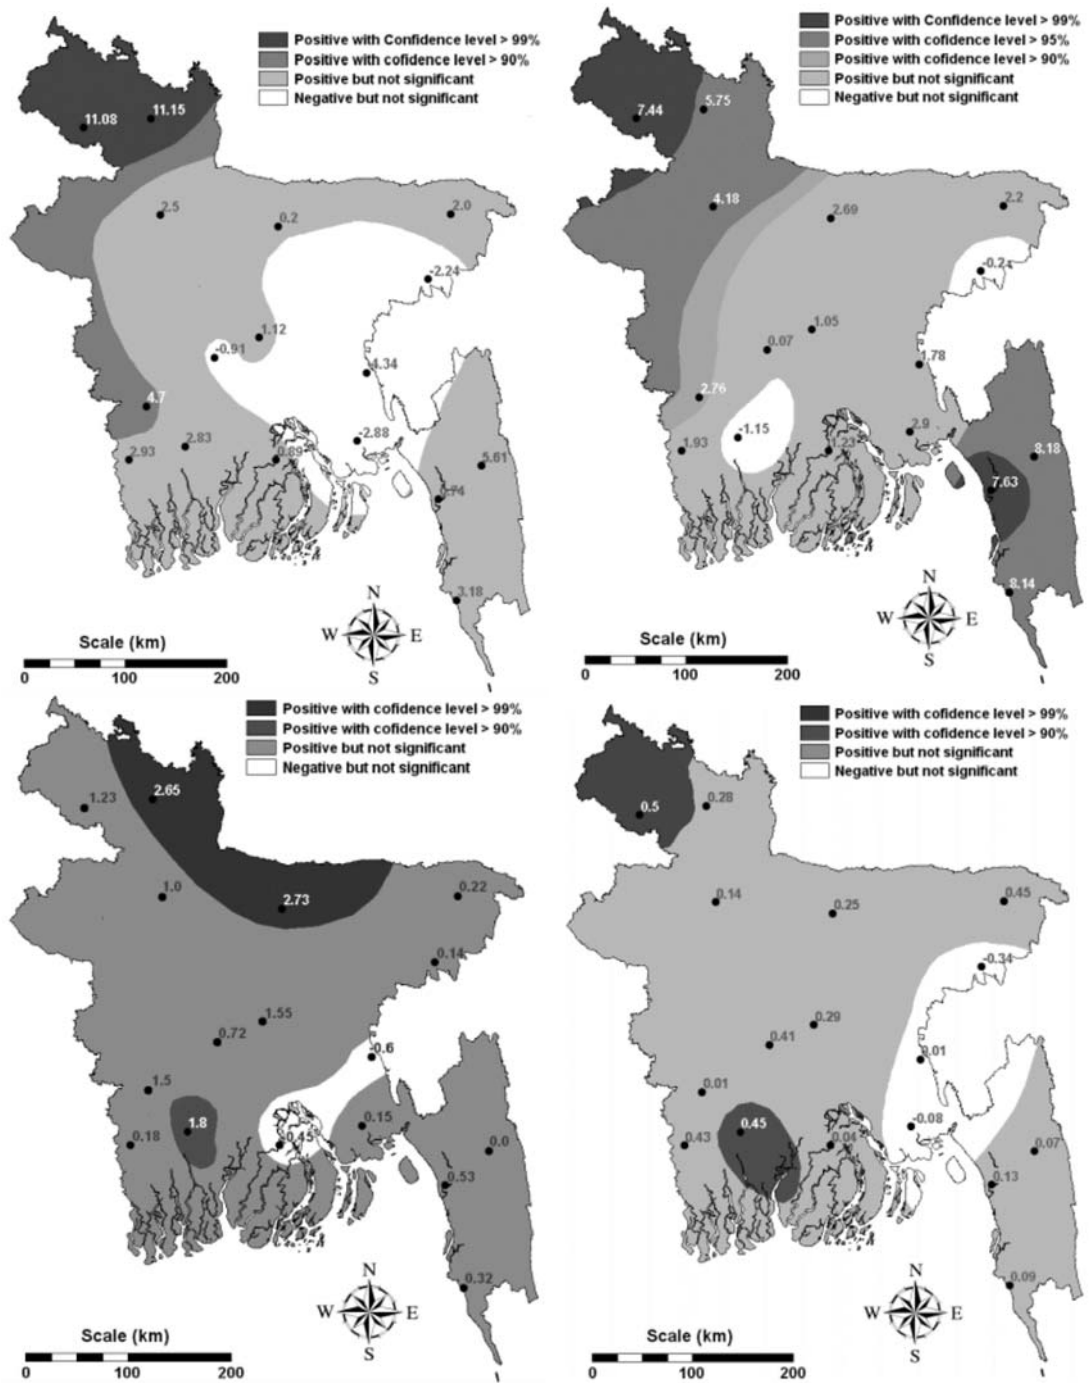 Positive with Confidence level > 99%
Positive with cofidence level > 90%
Positive but not significant
Negative but not significant
11.08
11.15
2.5
0.2
2.0
-2.24
1.12
-0.91
4.7
2.93
2.83
0.89
-2.88
5.61
3.18
N
W
E
S
Scale (km)
0 100 200
Positive with Confidence level > 99%
Positive with cofidence level > 95%
Positive with cofidence level > 90%
Positive but not significant
Negative but not significant
7.44
5.75
4.18
2.69
2.2
1.05
0.07
1.78
2.76
-1.15
1.93
1.23
2.9
8.18
7.63
8.14
N
W
E
S
Scale (km)
0 100 200
Positive with cofidence level > 99%
Positive with cofidence level > 90%
Positive but not significant
Negative but not significant
1.23
2.65
1.0
2.73
0.22
0.14
1.55
0.72
-0.6
1.5
1.8
0.18
-0.45
0.15
0.0
0.53
0.32
N
W
E
S
Scale (km)
0 100 200
Positive with cofidence level > 99%
Positive with cofidence level > 90%
Positive but not significant
Negative but not significant
0.5
0.28
0.14
0.25
0.45
-0.34
0.29
0.41
0.01
0.01
0.45
0.43
0.04
-0.08
0.07
0.13
0.09
N
W
E
S
Scale (km)
0 100 200